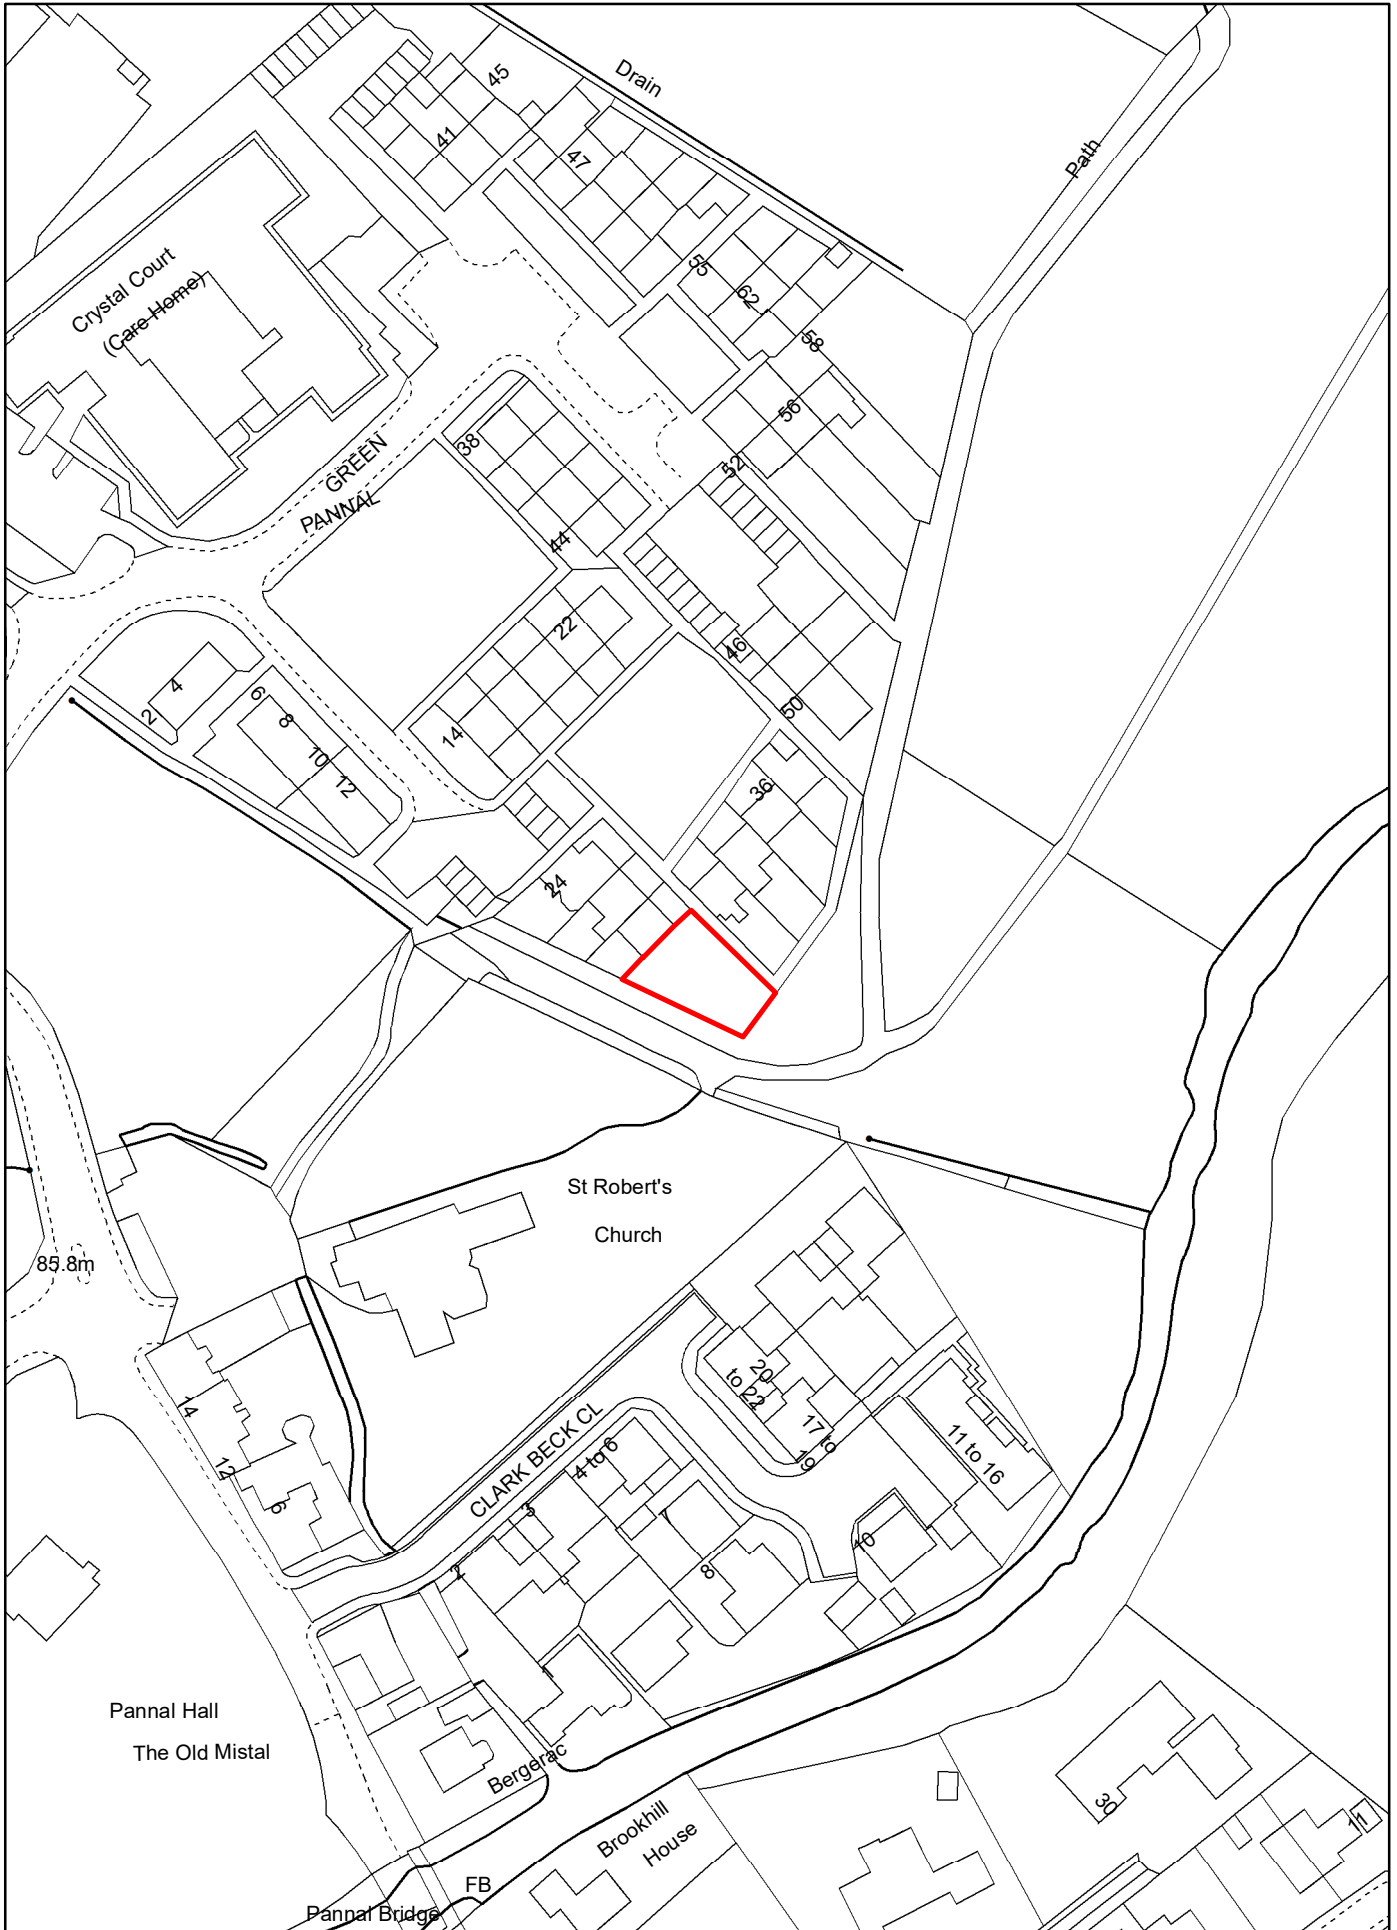 45
Drain
41
47
Path
Crystal Court
(Care Home)
55
62
58
56
38
GREEN
PANNAL
52
44
22
46
4
6
2
8
50
14
10
12
36
24
St Robert's
Church
85.8m
20
to 22
14
17 to
19
CLARK BECK CL
11 to 16
4 to 6
12
6
3
10
2
8
1
Pannal Hall
The Old Mistal
Bergerac
30
11
Brookhill
House
FB
Pannal Bridge